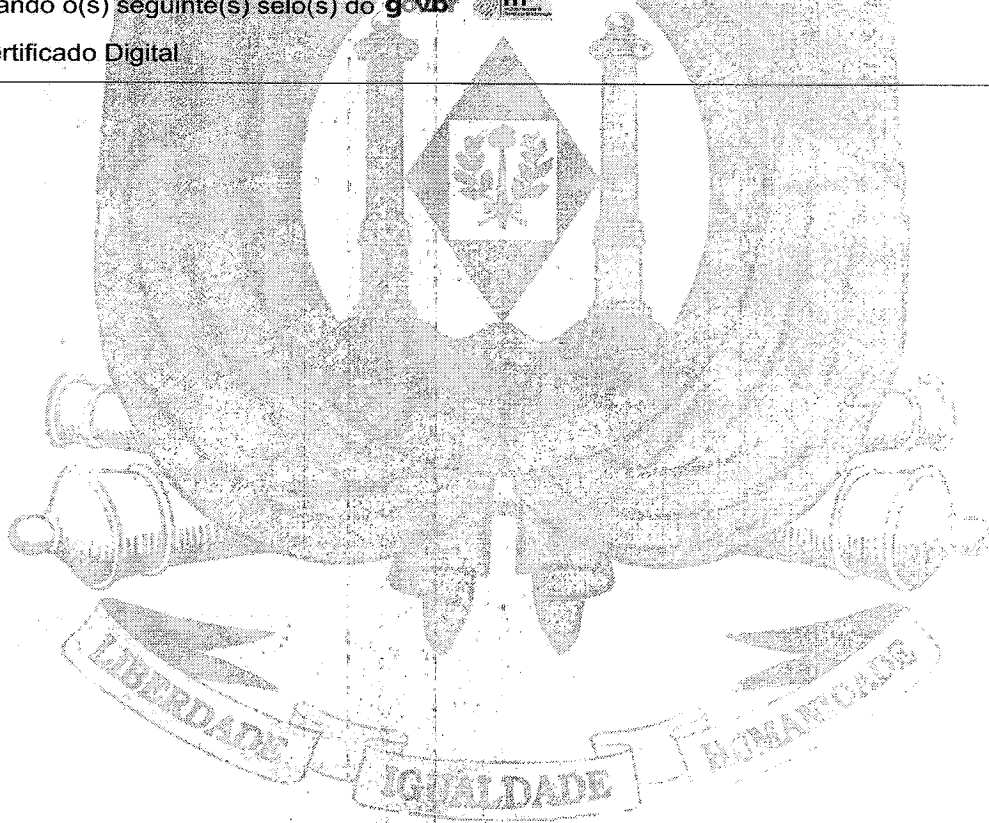 ando o(s) seguinte(s) selo(s) do gov.br
ertificado Digital
LIBERDADE
IGUALDADE
HUMANIDADE